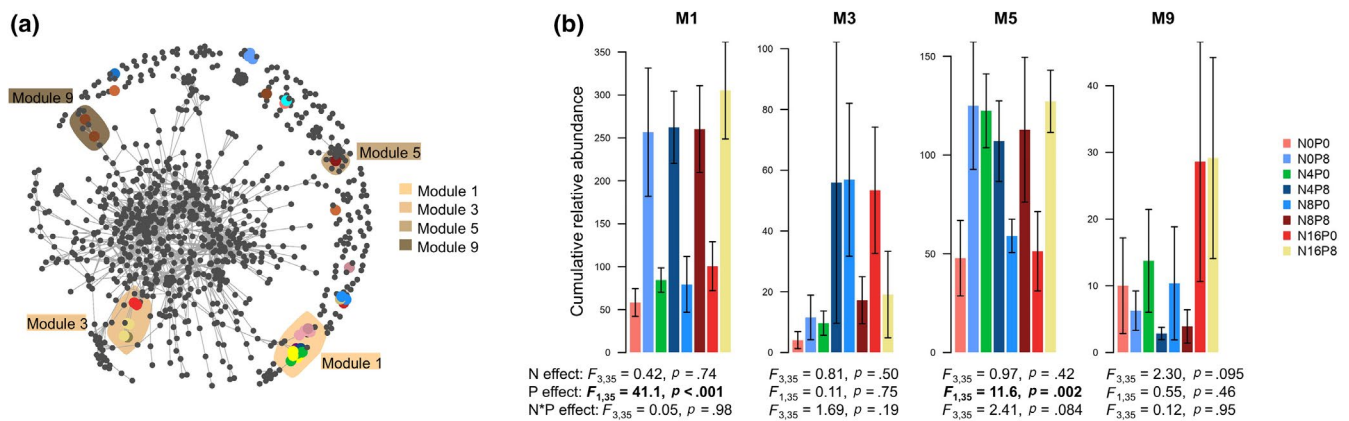 (a)
Module 9
Module 5
Module 1
Module 3
Module 5
Module 9
Module 3
Module 1
(b)
M1
M3
M5
M9
Cumulative relative abundance
350
300
250
200
150
100
50
0
100
80
60
40
20
0
150
100
50
0
40
30
20
10
0
N0P0
N0P8
N4P0
N4P8
N8P0
N8P8
N16P0
N16P8
N effect: F3,35 = 0.42, p = .74
P effect: F1,35 = 41.1, p <.001
N*P effect: F3,35 = 0.05, p = .98
F3,35 = 0.81, p = .50
F1,35 = 0.11, p = .75
F3,35 = 1.69, p = .19
F3,35 = 0.97, p = .42
F1,35 = 11.6, p = .002
F3,35 = 2.41, p = .084
F3,35 = 2.30, p = .095
F1,35 = 0.55, p = .46
F3,35 = 0.12, p = .95